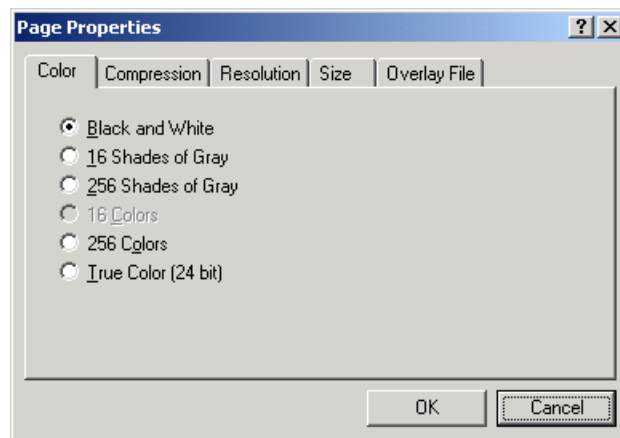 Page Properties
Color Compression Resolution Size Overlay File
Black and White
16 Shades of Gray
256 Shades of Gray
16 Colors
256 Colors
True Color (24 bit)
OK Cancel